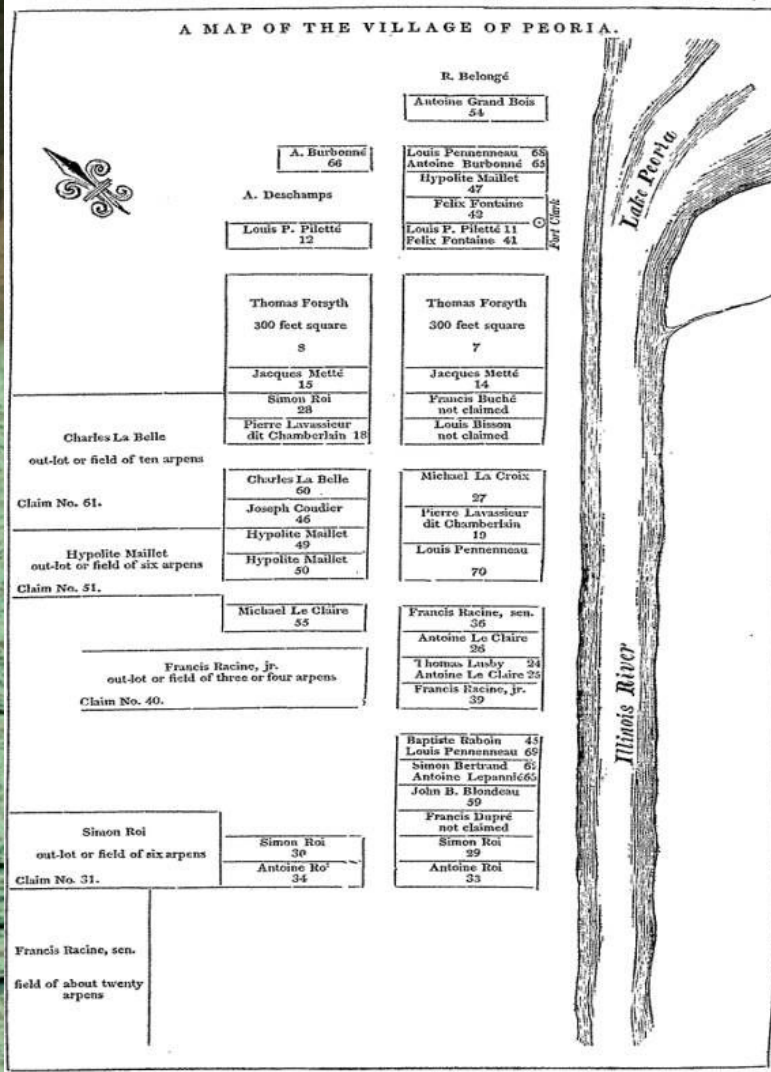 A MAP OF THE VILLAGE OF PEORIA.
R. Belongé
Antoine Grand Bois
54
A. Burbonné
66
Louis Pennenneau 68
Antoine Burbonné 65
Hypolite Maillet
47
Felix Fontaine
42
Louis P. Piletté 11
Felix Fontaine 41
Fort Clark
A. Deschamps
Louis P. Piletté
12
Lake Peoria
Thomas Forsyth
300 feet square
8
Jacques Metté
15
Simon Roi
28
Pierre Lavassieur
dit Chamberlain 18
Thomas Forsyth
300 feet square
7
Jacques Metté
14
Francis Buché
not claimed
Louis Bisson
not claimed
Charles La Belle
out-lot or field of ten arpens
Claim No. 61.
Charles La Belle
60
Joseph Coudier
46
Hypolite Maillet
49
Hypolite Maillet
50
Michael La Croix
27
Pierre Lavassieur
dit Chamberlain
19
Louis Pennenneau
70
Hypolite Maillet
out-lot or field of six arpens
Claim No. 51.
Michael Le Claire
55
Francis Racine, sen.
36
Antoine Le Claire
26
Thomas Lusby 24
Antoine Le Claire 25
Francis Racine, jr.
39
Francis Racine, jr.
out-lot or field of three or four arpens
Claim No. 40.
Illinois River
Baptiste Raboin 45
Louis Pennenneau 69
Simon Bertrand
Antoine Lepannié
John B. Blondeau
59
Francis Dupré
not claimed
Simon Roi
29
Antoine Roi
33
Simon Roi
out-lot or field of six arpens
Claim No. 31.
Simon Roi
30
Antoine
34
Francis Racine, sen.
field of about twenty
arpens